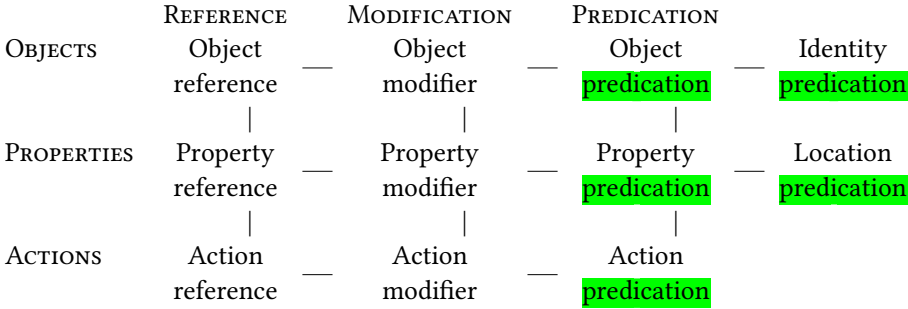 REFERENCE MODIFICATION PREDICATION
OBJECTS Object — Object — Object — Identity
reference modifier predication predication
| | |
PROPERTIES Property — Property — Property — Location
reference modifier predication predication
| | |
ACTIONS Action — Action — Action
reference modifier predication